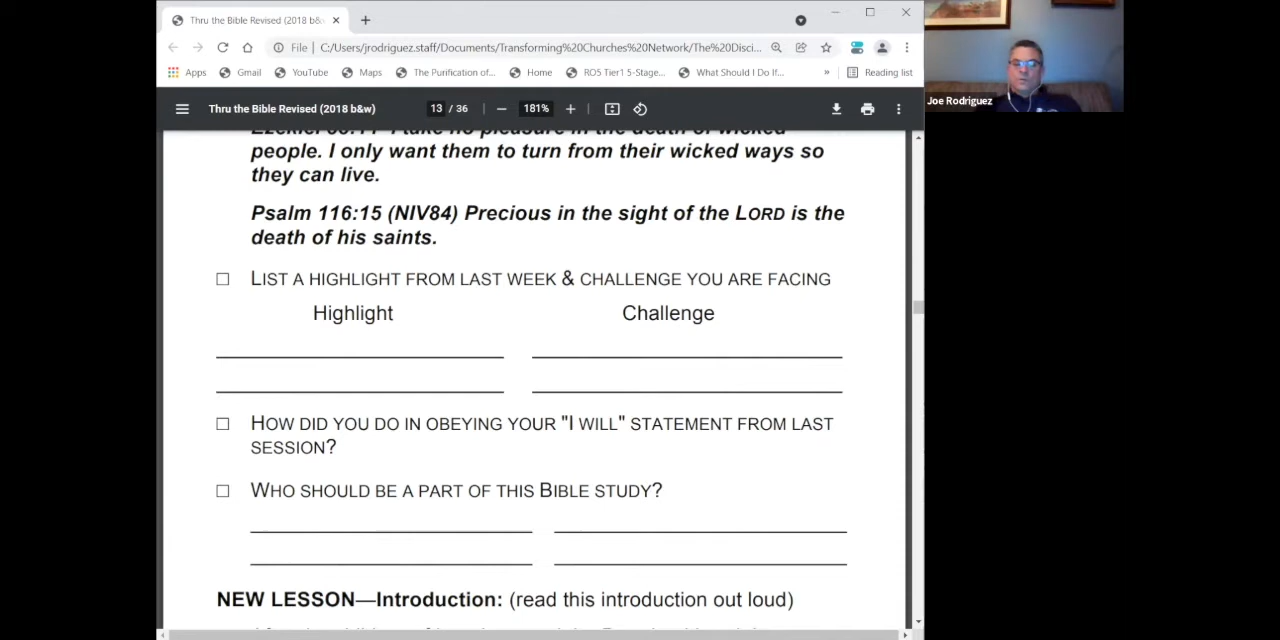 Thru the Bible Revised (2018 b&w)
File | C:/Users/jrodriguez.staff/Documents/Transforming%20Churches%20Network/The%20Disci...
Apps Gmail YouTube Maps The Purification of... Home RO5 Tier1 5-Stage... What Should I Do If... » Reading list
Thru the Bible Revised (2018 b&w) 13 / 36 181%
Joe Rodriguez
people. I only want them to turn from their wicked ways so
they can live.
Psalm 116:15 (NIV84) Precious in the sight of the LORD is the
death of his saints.
LIST A HIGHLIGHT FROM LAST WEEK & CHALLENGE YOU ARE FACING
Highlight Challenge
HOW DID YOU DO IN OBEYING YOUR "I WILL" STATEMENT FROM LAST
SESSION?
WHO SHOULD BE A PART OF THIS BIBLE STUDY?
NEW LESSON—Introduction: (read this introduction out loud)